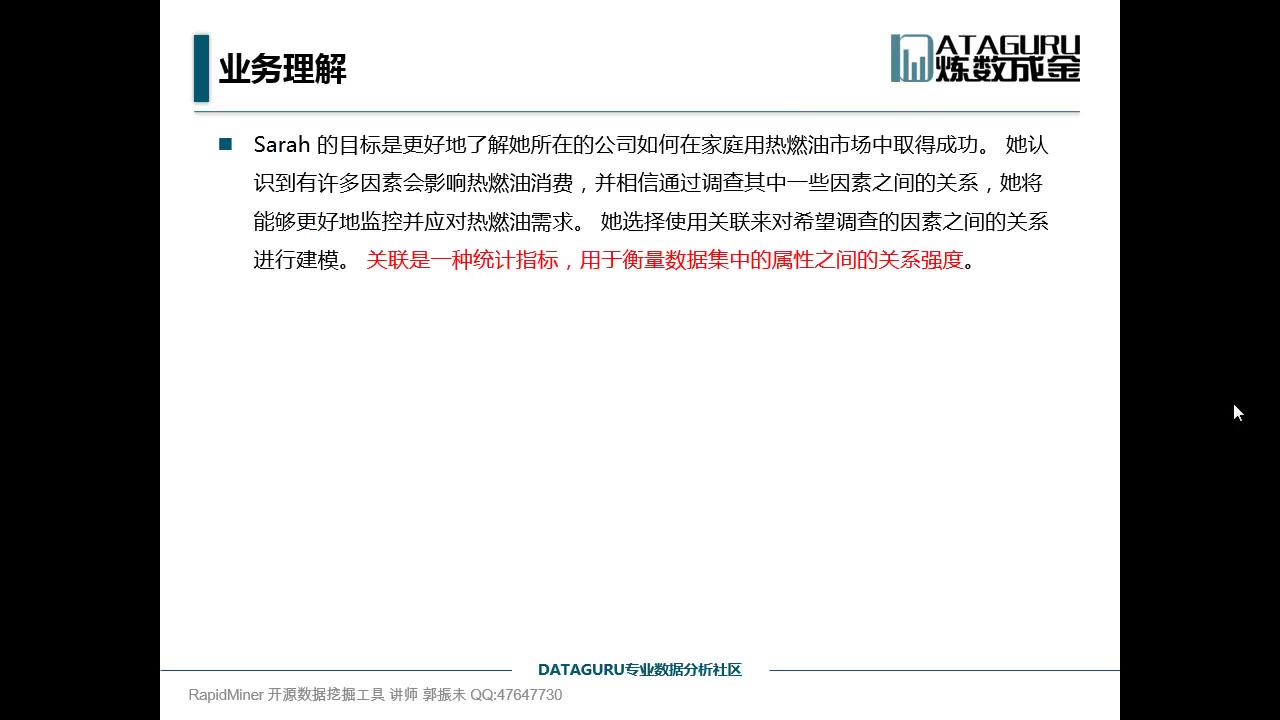 业务理解
DATAGURU
炼数成金
■ Sarah 的目标是更好地了解她所在的公司如何在家庭用热燃油市场中取得成功。 她认
识到有许多因素会影响热燃油消费，并相信通过调查其中一些因素之间的关系，她将
能够更好地监控并应对热燃油需求。 她选择使用关联来对希望调查的因素之间的关系
进行建模。 关联是一种统计指标，用于衡量数据集中的属性之间的关系强度。
DATAGURU专业数据分析社区
RapidMiner 开源数据挖掘工具 讲师 郭振未 QQ:47647730